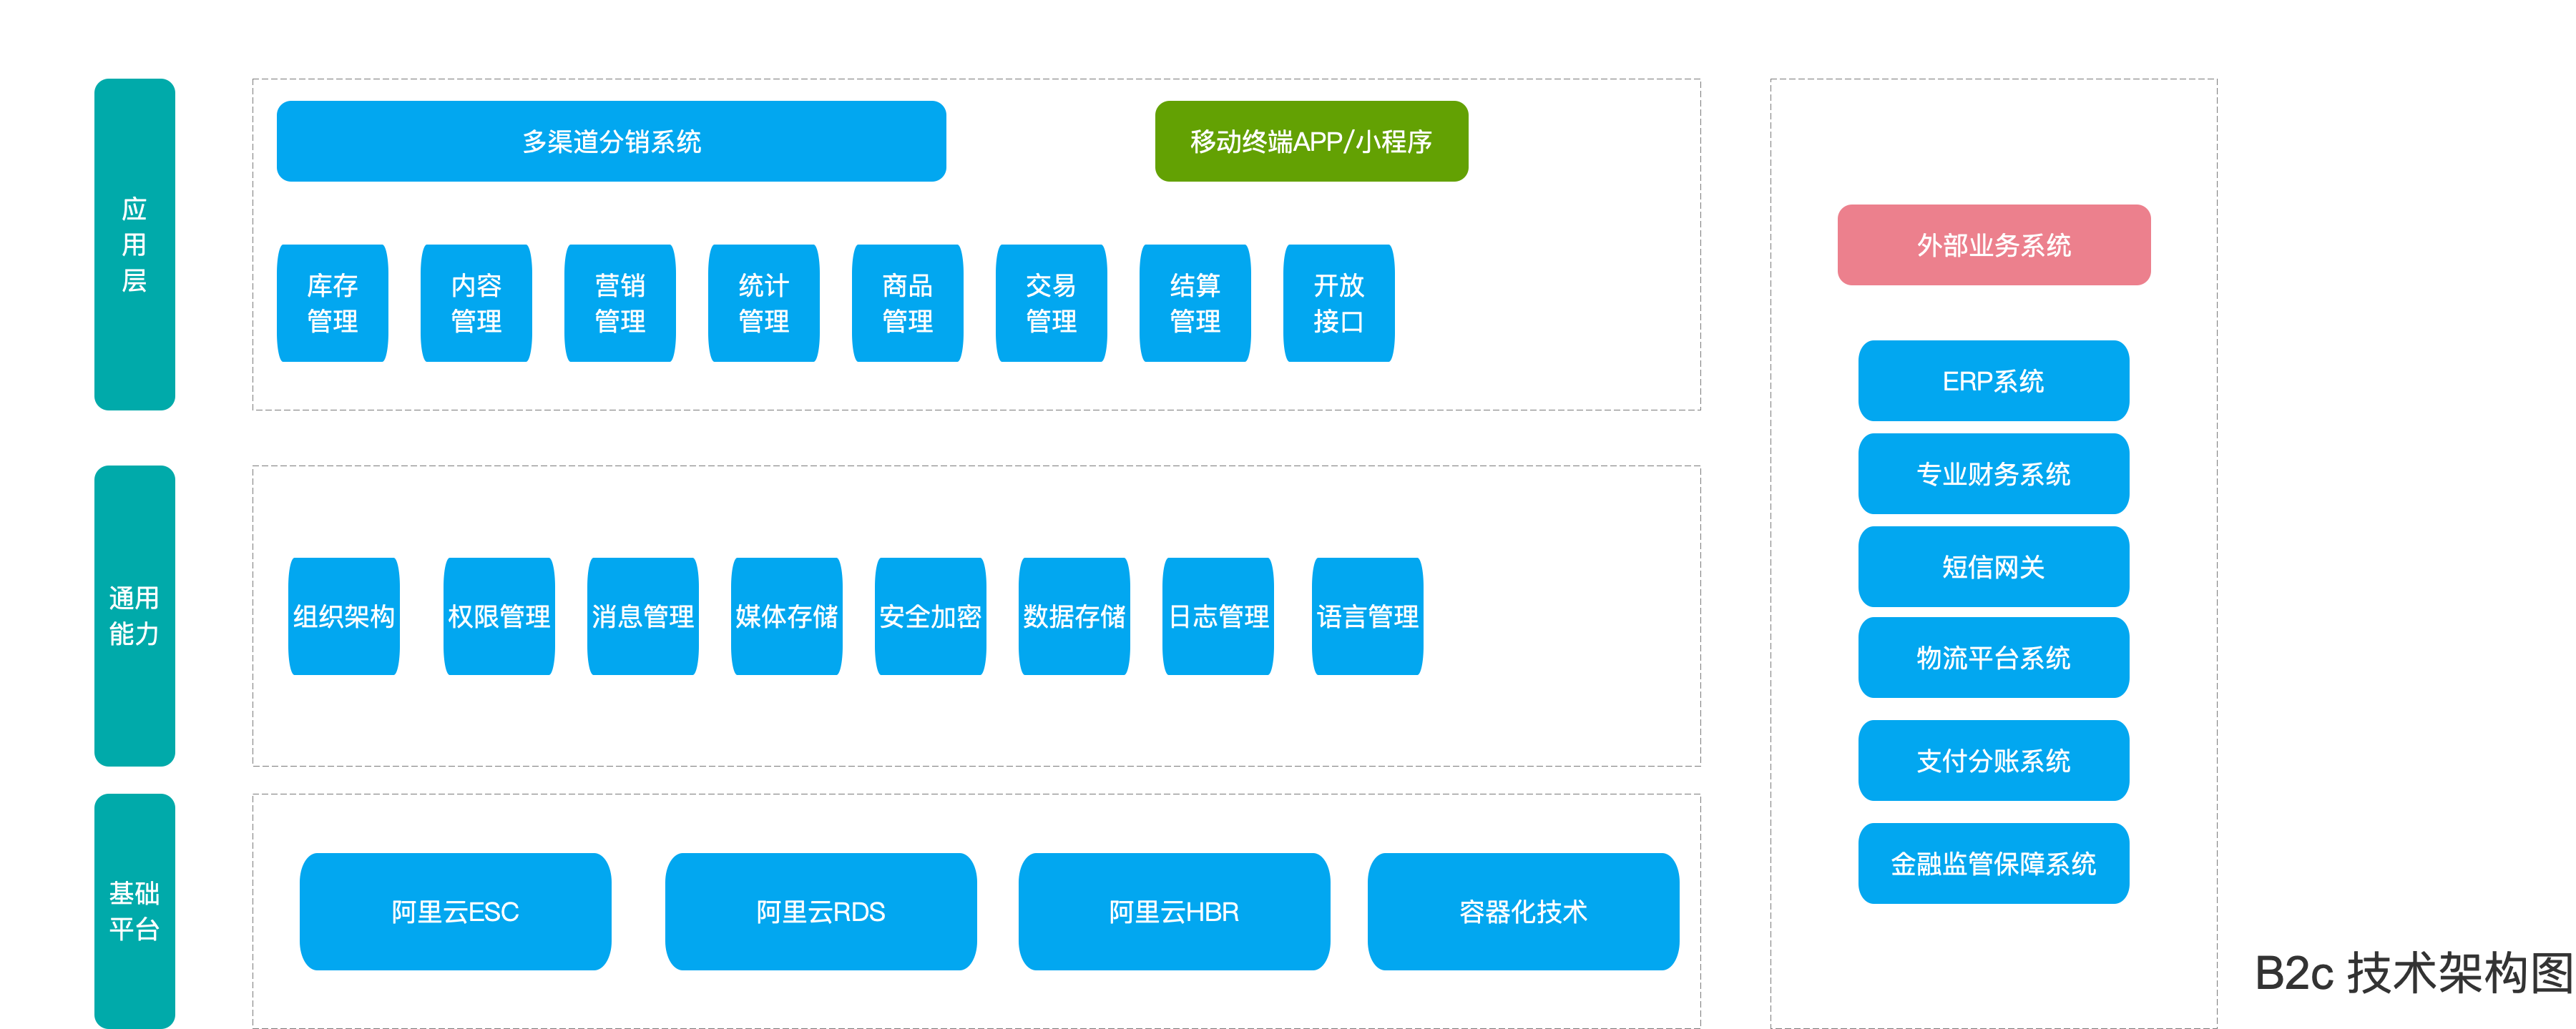 应
用
层
多渠道分销系统
移动终端APP/小程序
库存
管理
内容
管理
营销
管理
统计
管理
商品
管理
交易
管理
结算
管理
开放
接口
通用
能力
组织架构
权限管理
消息管理
媒体存储
安全加密
数据存储
日志管理
语言管理
基础
平台
阿里云ESC
阿里云RDS
阿里云HBR
容器化技术
外部业务系统
ERP系统
专业财务系统
短信网关
物流平台系统
支付分账系统
金融监管保障系统
B2c 技术架构图